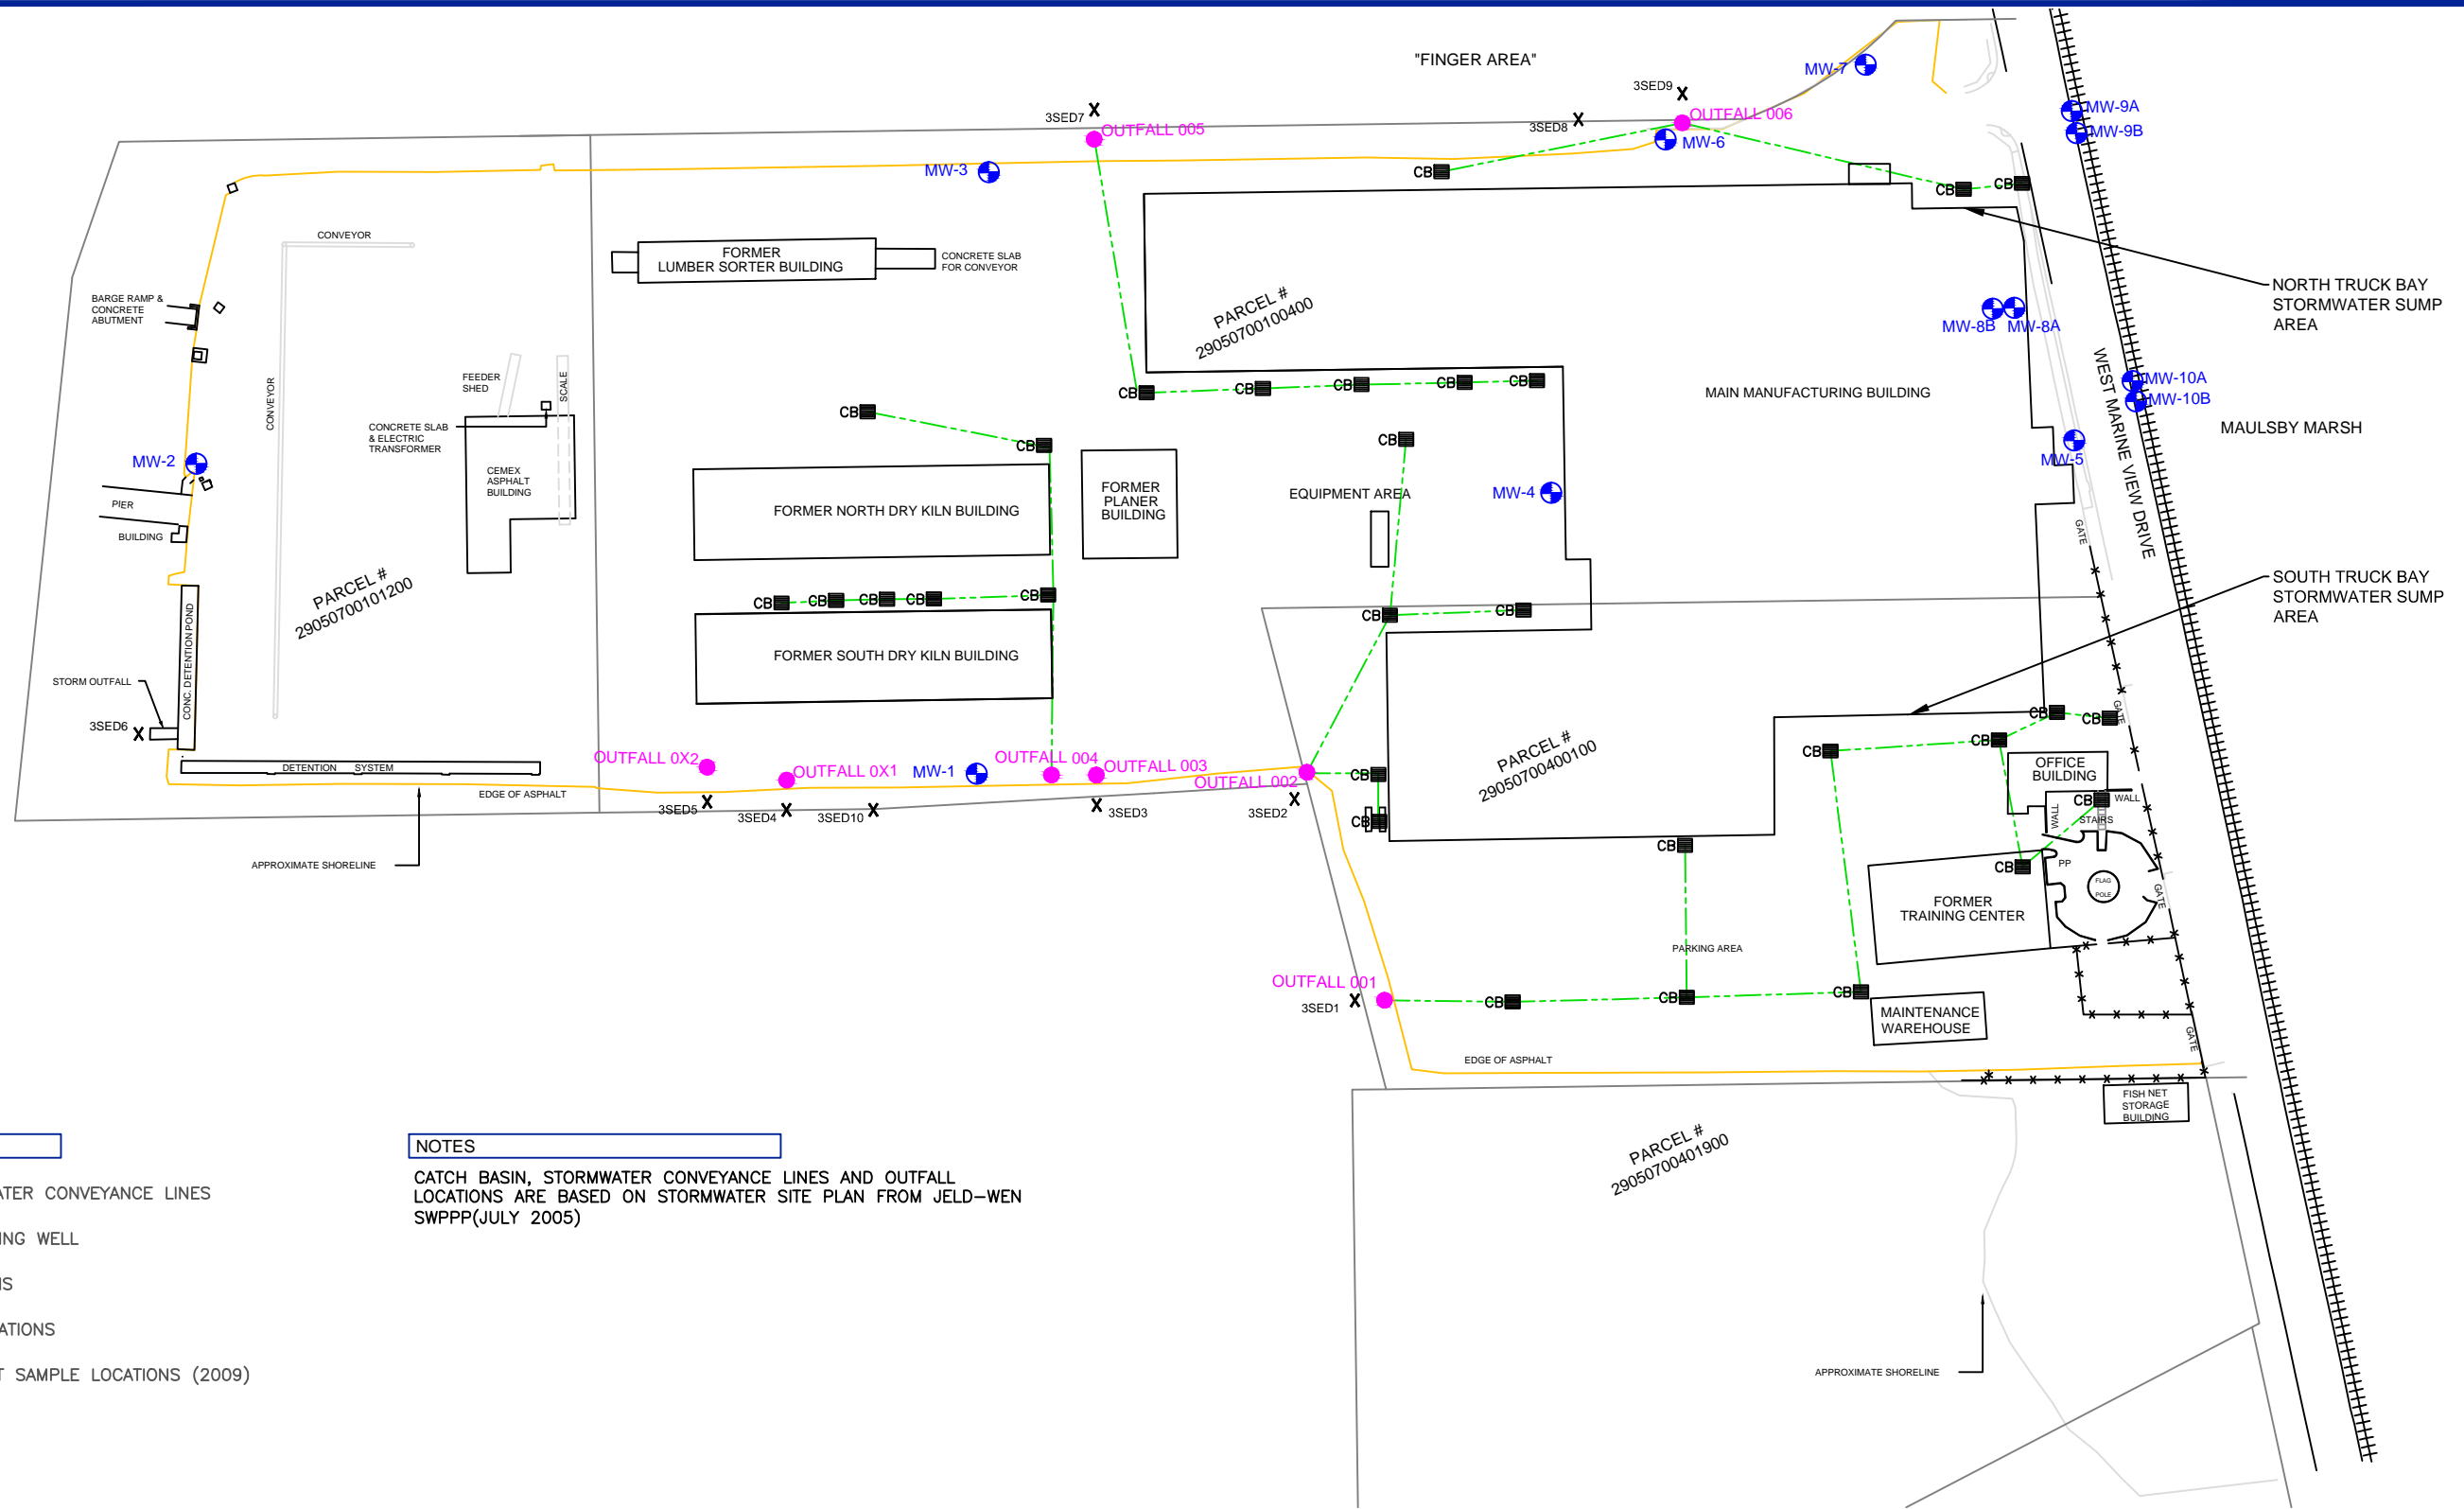 "FINGER AREA"
MW-7
3SED9
3SED7
OUTFALL 005
3SED8
OUTFALL 006
MW-6
MW-9A
MW-9B
MW-3
CB
CB
CB
CONVEYOR
FORMER
LUMBER SORTER BUILDING
CONCRETE SLAB
FOR CONVEYOR
BARGE RAMP &
CONCRETE
ABUTMENT
PARCEL #
29050700100400
NORTH TRUCK BAY
STORMWATER SUMP
AREA
MW-8B
MW-8A
CONVEYOR
FEEDER
SHED
SCALE
CB
CB
CB
CB
CB
MAIN MANUFACTURING BUILDING
WEST MARINE VIEW DRIVE
MW-10A
MW-10B
MAULSBY MARSH
CB
CB
CB
CONCRETE SLAB
& ELECTRIC
TRANSFORMER
MW-2
CEMEX
ASPHALT
BUILDING
MW-5
PIER
BUILDING
FORMER NORTH DRY KILN BUILDING
FORMER
PLANER
BUILDING
EQUIPMENT AREA
MW-4
GATE
PARCEL #
29050700101200
CB
CB
CB
CB
CB
CB
CB
SOUTH TRUCK BAY
STORMWATER SUMP
AREA
CONC. DETENTION POND
FORMER SOUTH DRY KILN BUILDING
STORM OUTFALL
3SED6
DETENTION SYSTEM
EDGE OF ASPHALT
APPROXIMATE SHORELINE
OUTFALL 0X2
OUTFALL 0X1
MW-1
OUTFALL 004
OUTFALL 003
OUTFALL 002
3SED5
3SED4
3SED10
3SED3
3SED2
CB
CB
PARCEL #
29050700400100
CB
CB
CB
CB
GATE
OFFICE
BUILDING
CB
WALL
WALL
STAIRS
PP
FLAG
POLE
CB
CB
GATE
FORMER
TRAINING CENTER
PARKING AREA
OUTFALL 001
3SED1
CB
CB
CB
MAINTENANCE
WAREHOUSE
GATE
EDGE OF ASPHALT
FISH NET
STORAGE
BUILDING
PARCEL #
29050700401900
APPROXIMATE SHORELINE
NOTES
CATCH BASIN, STORMWATER CONVEYANCE LINES AND OUTFALL
LOCATIONS ARE BASED ON STORMWATER SITE PLAN FROM JELD-WEN
SWPPP(JULY 2005)
CONVEYANCE LINES
WELL
SAMPLE LOCATIONS (2009)